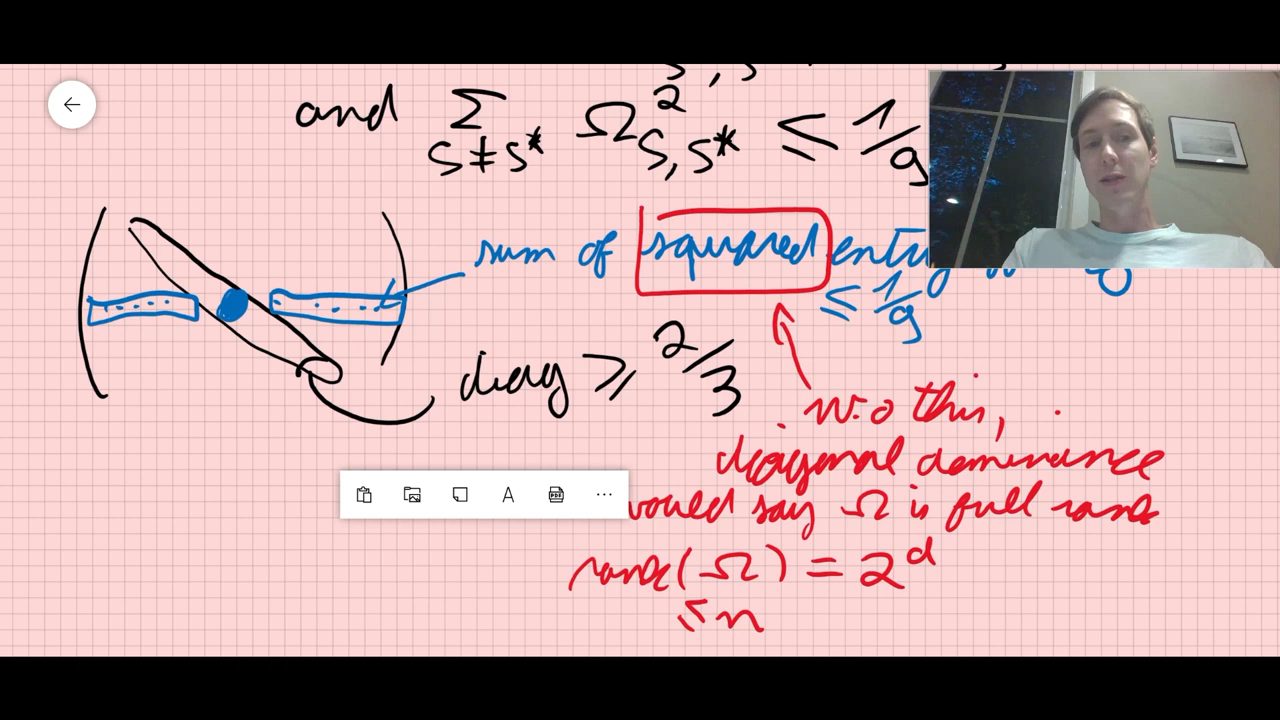 and Σ Ω²S,S* ≤ 1/9
S≠S*
sum of squared
≤ 1/9
diag ≥ 2/3
w.o this,
diagonal dominance
would say Ω is full rank
rank(Ω) = 2^d
≤ n
A
PDF